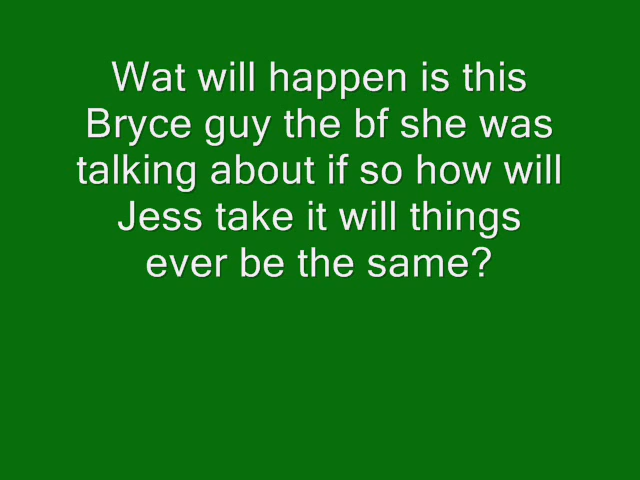 Wat will happen is this
Bryce guy the bf she was
talking about if so how will
Jess take it will things
ever be the same?